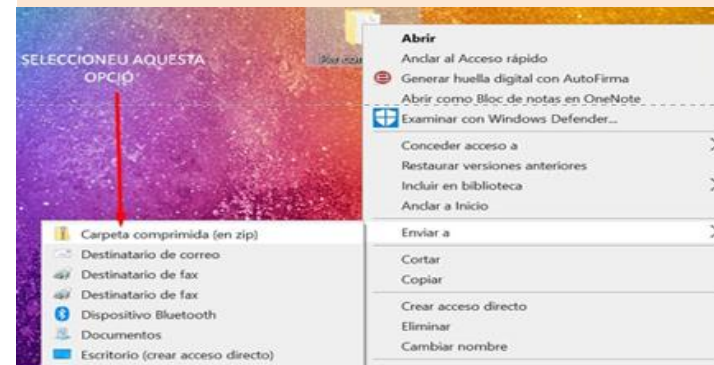 SELECCIONEU AQUESTA
OPCIÓ
Abrir
Anclar al Acceso rápido
Generar huella digital con AutoFirma
Abrir como Bloc de notas en OneNote
Examinar con Windows Defender...
Conceder acceso a
Restaurar versiones anteriores
Incluir en biblioteca
Anclar a Inicio
Enviar a
Cortar
Copiar
Crear acceso directo
Eliminar
Cambiar nombre
Carpeta comprimida (en zip)
Destinatario de correo
Destinatario de fax
Destinatario de fax
Dispositivo Bluetooth
Documentos
Escritorio (crear acceso directo)